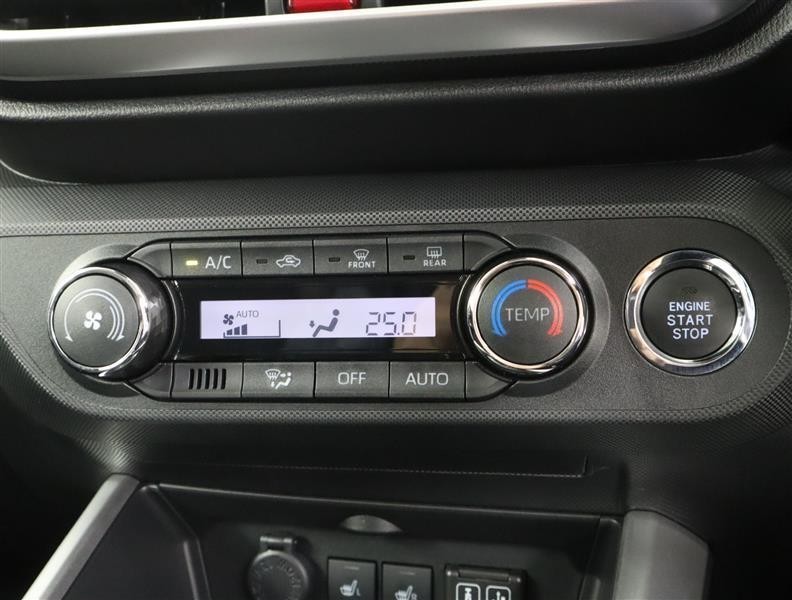 A/C
FRONT
REAR
AUTO
25.0
TEMP
ENGINE
START
STOP
OFF
AUTO
L
R